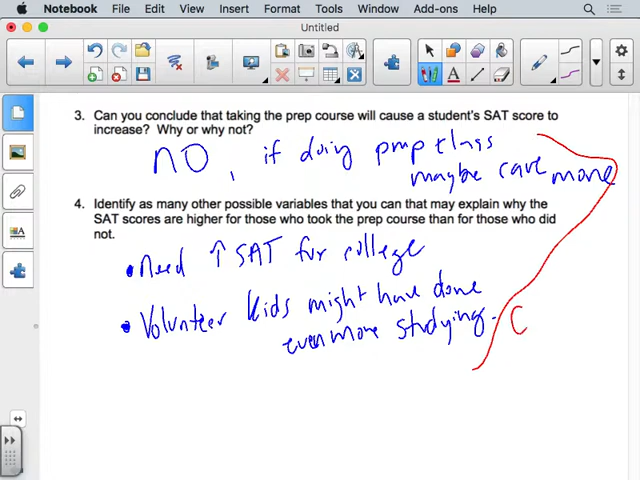 Notebook File Edit View Insert Format Tools Window Add-ons Help
Untitled
3. Can you conclude that taking the prep course will cause a student's SAT score to
increase? Why or why not?
NO, if doing prep
maybe care more
4. Identify as many other possible variables that you can that may explain why the
SAT scores are higher for those who took the prep course than for those who did
not.
• Need ↑ SAT for college
• Volunteer kids might have done
even more studying.
C